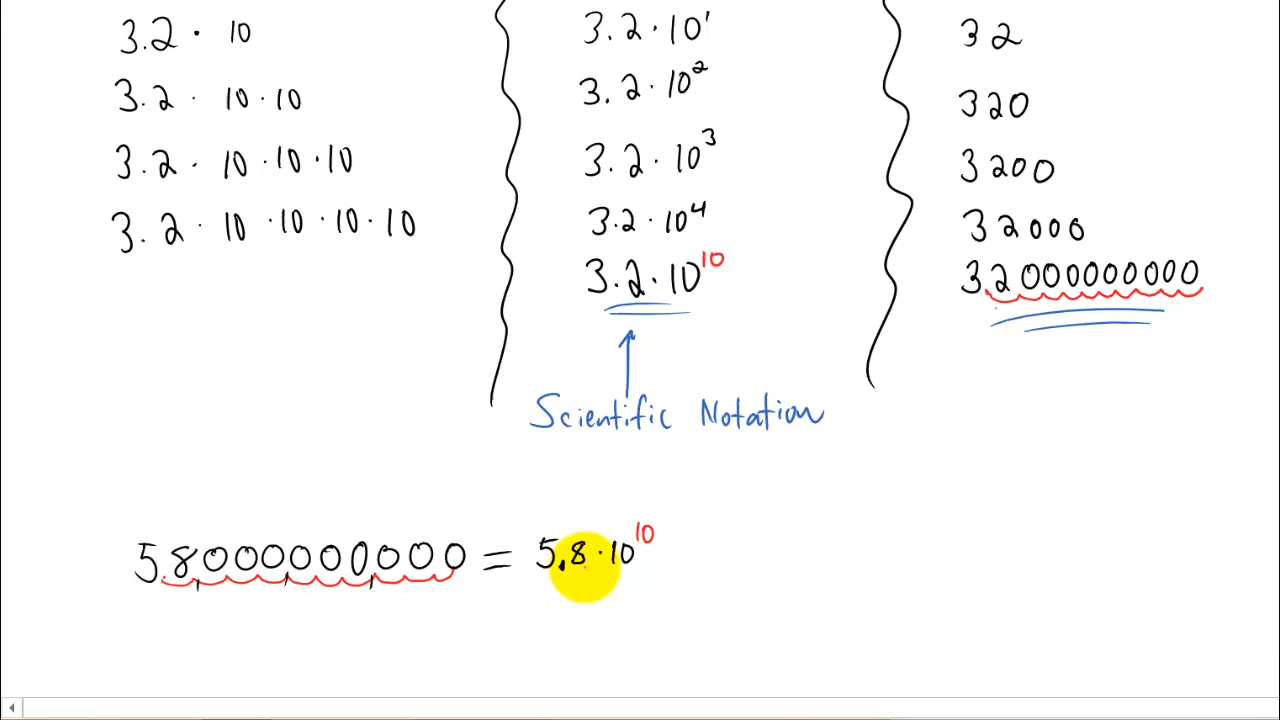 3.2 · 10
3.2 · 10 · 10
3.2 · 10 · 10 · 10
3.2 · 10 · 10 · 10 · 10
3.2 · 10¹
3.2 · 10²
3.2 · 10³
3.2 · 10⁴
3.2 · 10¹⁰
Scientific Notation
32
320
3200
32000
32000000000
58000000000 = 5.8 · 10¹⁰